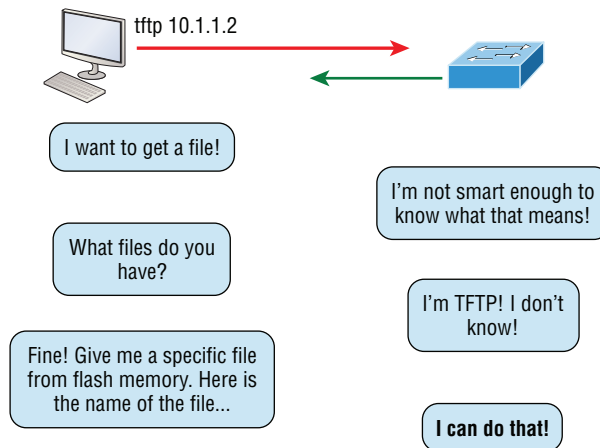 tftp 10.1.1.2
I want to get a file!
I'm not smart enough to
know what that means!
What files do you
have?
I'm TFTP! I don't
know!
Fine! Give me a specific file
from flash memory. Here is
the name of the file...
I can do that!